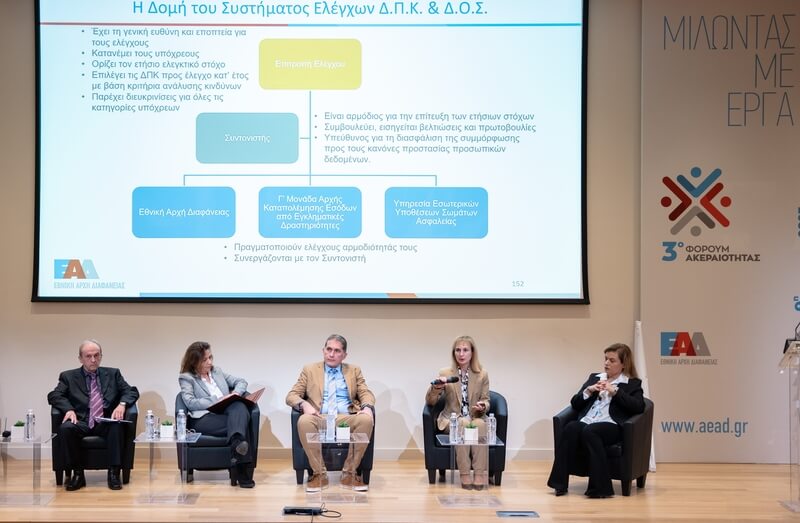 Η Δομή του Συστήματος Ελέγχων Δ.Π.Κ. & Δ.Ο.Σ.
• Έχει τη γενική ευθύνη και εποπτεία για
τους ελέγχους
• Κατανέμει τους υπόχρεους
• Ορίζει τον ετήσιο ελεγκτικό στόχο
• Επιλέγει τις ΔΠΚ προς έλεγχο κατ' έτος
με βάση κριτήρια ανάλυσης κινδύνων
• Παρέχει διευκρινίσεις για όλες τις
κατηγορίες υπόχρεων
Επιτροπή Ελέγχου
Συντονιστής
• Είναι αρμόδιος για την επίτευξη των ετήσιων στόχων
• Συμβουλεύει, εισηγείται βελτιώσεις και πρωτοβουλίες
• Υπεύθυνος για τη διασφάλιση της συμμόρφωσης
προς τους κανόνες προστασίας προσωπικών
δεδομένων.
Εθνική Αρχή Διαφάνειας
Γ' Μονάδα Αρχής
Καταπολέμησης Εσόδων
από Εγκληματικές
Δραστηριότητες
Υπηρεσία Εσωτερικών
Υποθέσεων Σωμάτων
Ασφαλείας
• Πραγματοποιούν ελέγχους αρμοδιότητάς τους
• Συνεργάζονται με τον Συντονιστή
ΕΑΔ
ΕΘΝΙΚΗ ΑΡΧΗ ΔΙΑΦΑΝΕΙΑΣ
152
ΜΙΛΩΝΤΑΣ
ΜΕ
ΕΡΓΑ
3ο ΦΟΡΟΥΜ
ΑΚΕΡΑΙΟΤΗΤΑΣ
ΕΑΔ
ΕΘΝΙΚΗ ΑΡΧΗ ΔΙΑΦΑΝΕΙΑΣ
www.aead.gr